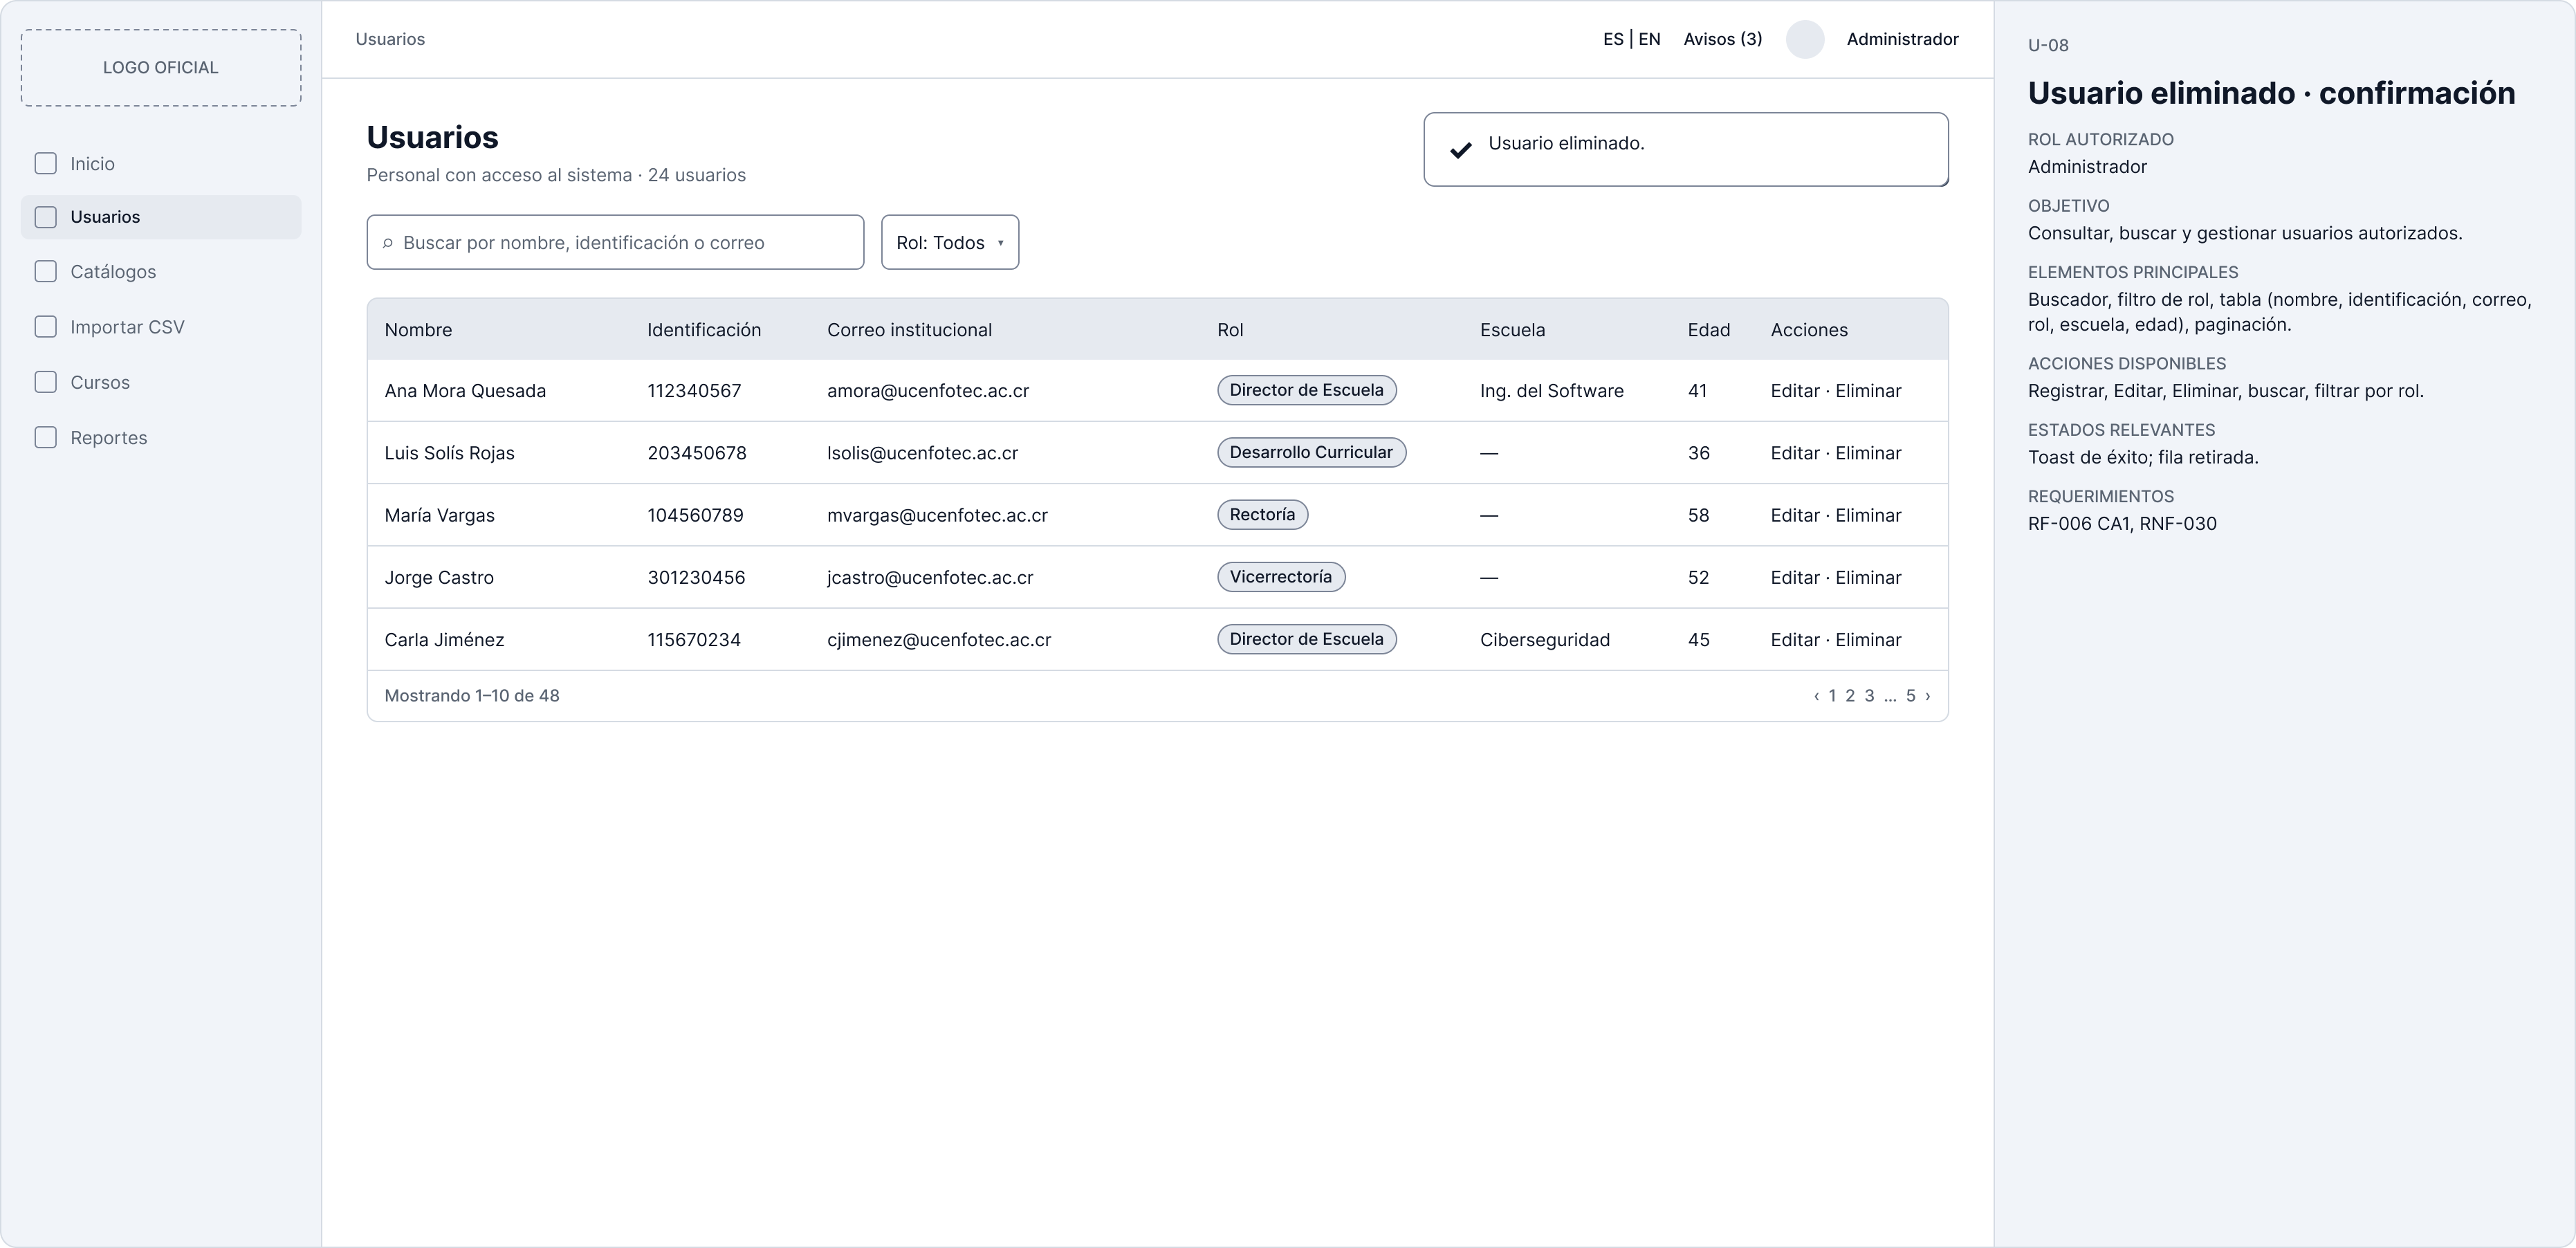 LOGO OFICIAL
Inicio
Usuarios
Catálogos
Importar CSV
Cursos
Reportes
Usuarios
ES | EN Avisos (3) Administrador
Usuarios
Personal con acceso al sistema · 24 usuarios
Usuario eliminado.
Buscar por nombre, identificación o correo
Rol: Todos ▾
Nombre Identificación Correo institucional Rol Escuela Edad Acciones
Ana Mora Quesada 112340567 amora@ucenfotec.ac.cr Director de Escuela Ing. del Software 41 Editar · Eliminar
Luis Solís Rojas 203450678 lsolis@ucenfotec.ac.cr Desarrollo Curricular — 36 Editar · Eliminar
María Vargas 104560789 mvargas@ucenfotec.ac.cr Rectoría — 58 Editar · Eliminar
Jorge Castro 301230456 jcastro@ucenfotec.ac.cr Vicerrectoría — 52 Editar · Eliminar
Carla Jiménez 115670234 cjimenez@ucenfotec.ac.cr Director de Escuela Ciberseguridad 45 Editar · Eliminar
Mostrando 1–10 de 48 ‹ 1 2 3 … 5 ›
U-08
Usuario eliminado · confirmación
ROL AUTORIZADO
Administrador
OBJETIVO
Consultar, buscar y gestionar usuarios autorizados.
ELEMENTOS PRINCIPALES
Buscador, filtro de rol, tabla (nombre, identificación, correo,
rol, escuela, edad), paginación.
ACCIONES DISPONIBLES
Registrar, Editar, Eliminar, buscar, filtrar por rol.
ESTADOS RELEVANTES
Toast de éxito; fila retirada.
REQUERIMIENTOS
RF-006 CA1, RNF-030